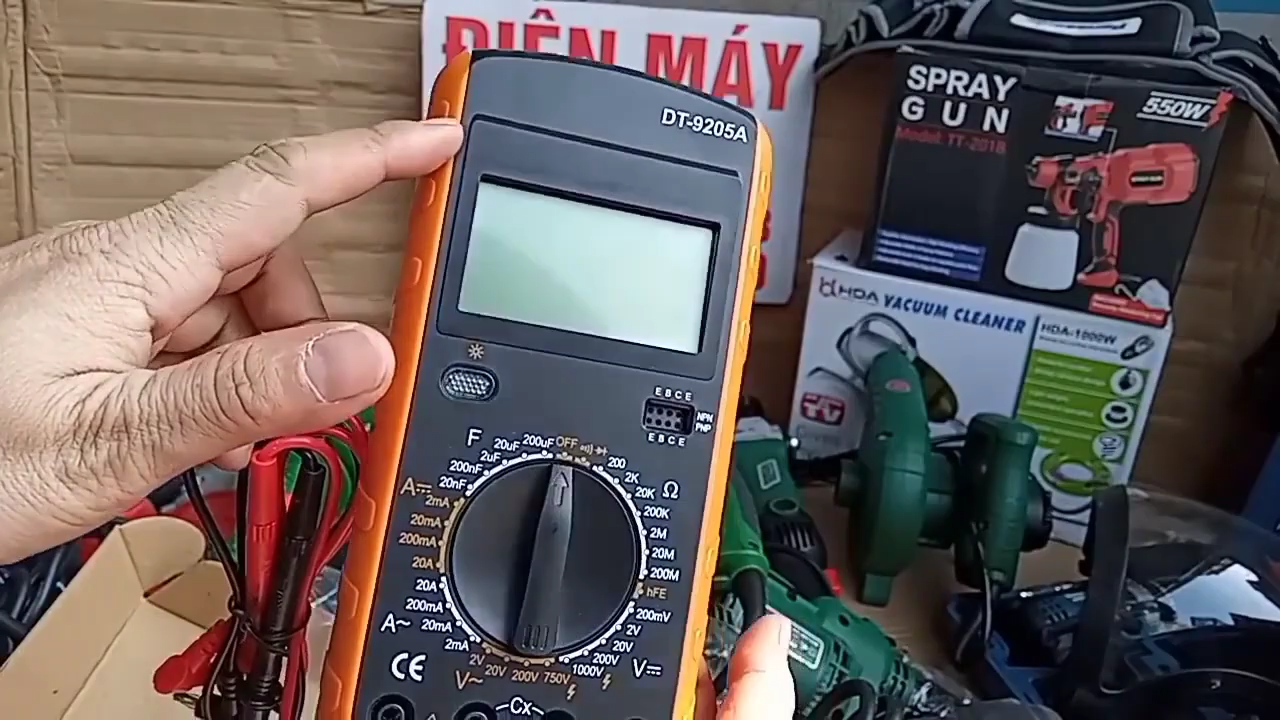 ĐIỆN MÁY
DT-9205A
SPRAY
GUN
Model: TT-2018
550W
HDA VACUUM CLEANER
HDA-1000W
TV
E B C E
NPN
PNP
E B C E
F
200uF
20uF
2uF
200nF
20nF
OFF
200
2K
20K
200K
2M
20M
200M
Ω
hFE
200mV
2V
20V
200V
1000V
V
750V
200V
20V
2V
V~
A
2mA
20mA
200mA
20A
20A
200mA
20mA
2mA
A~
CE
Cx